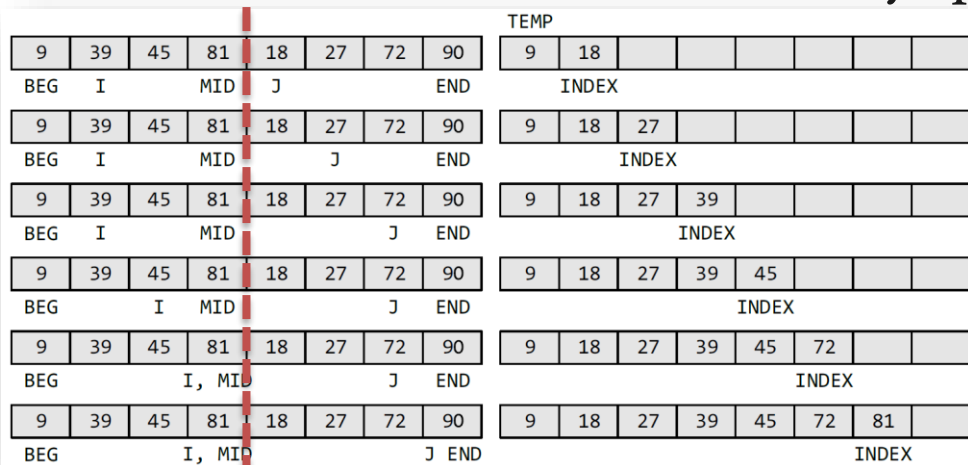 TEMP
9 39 45 81 18 27 72 90 9 18
BEG I MID J END INDEX
9 39 45 81 18 27 72 90 9 18 27
BEG I MID J END INDEX
9 39 45 81 18 27 72 90 9 18 27 39
BEG I MID J END INDEX
9 39 45 81 18 27 72 90 9 18 27 39 45
BEG I MID J END INDEX
9 39 45 81 18 27 72 90 9 18 27 39 45 72
BEG I, MID J END INDEX
9 39 45 81 18 27 72 90 9 18 27 39 45 72 81
BEG I, MID J END INDEX